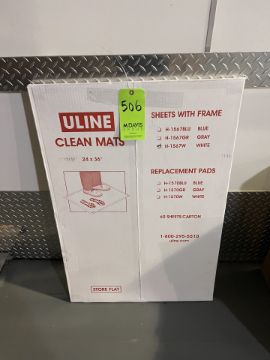 506
M DAVIS
ULINE
CLEAN MATS
24 x 36"
SHEETS WITH FRAME
H-1567BLU BLUE
H-1567GR GRAY
H-1567W WHITE
REPLACEMENT PADS
H-1570BLU BLUE
H-1570GR GRAY
H-1570W WHITE
60 SHEETS/CARTON
1-800-295-5510
uline.com
STORE FLAT